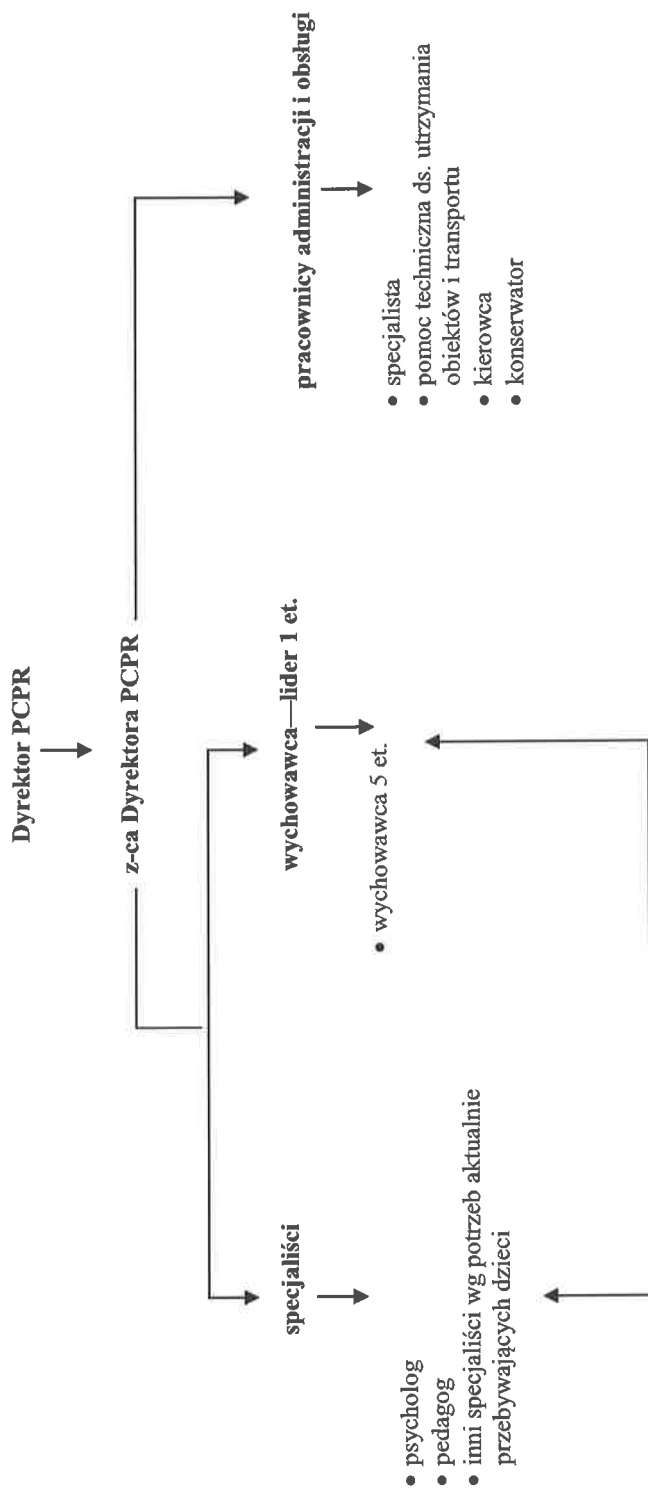 Dyrektor PCPR
z-ca Dyrektora PCPR
specjaliści
• psycholog
• pedagog
• inni specjaliści wg potrzeb aktualnie
przebywających dzieci
wychowawca—lider 1 et.
• wychowawca 5 et.
pracownicy administracji i obsługi
• specjalista
• pomoc techniczna ds. utrzymania
obiektów i transportu
• kierowca
• konserwator